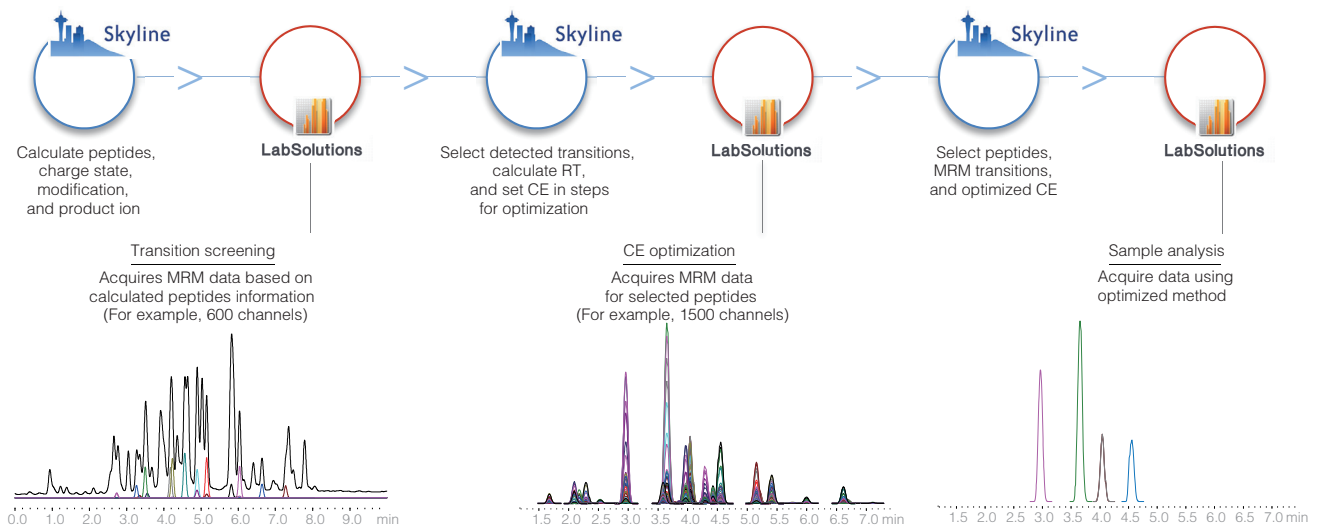 Skyline
Skyline
Skyline
LabSolutions
LabSolutions
LabSolutions
Calculate peptides,
charge state,
modification,
and product ion
Select detected transitions,
calculate RT,
and set CE in steps
for optimization
Select peptides,
MRM transitions,
and optimized CE
Transition screening
Acquires MRM data based on
calculated peptides information
(For example, 600 channels)
CE optimization
Acquires MRM data
for selected peptides
(For example, 1500 channels)
Sample analysis
Acquire data using
optimized method
0.0 1.0 2.0 3.0 4.0 5.0 6.0 7.0 8.0 9.0 min
1.5 2.0 2.5 3.0 3.5 4.0 4.5 5.0 5.5 6.0 6.5 7.0 min
1.5 2.0 2.5 3.0 3.5 4.0 4.5 5.0 5.5 6.0 6.5 7.0 min